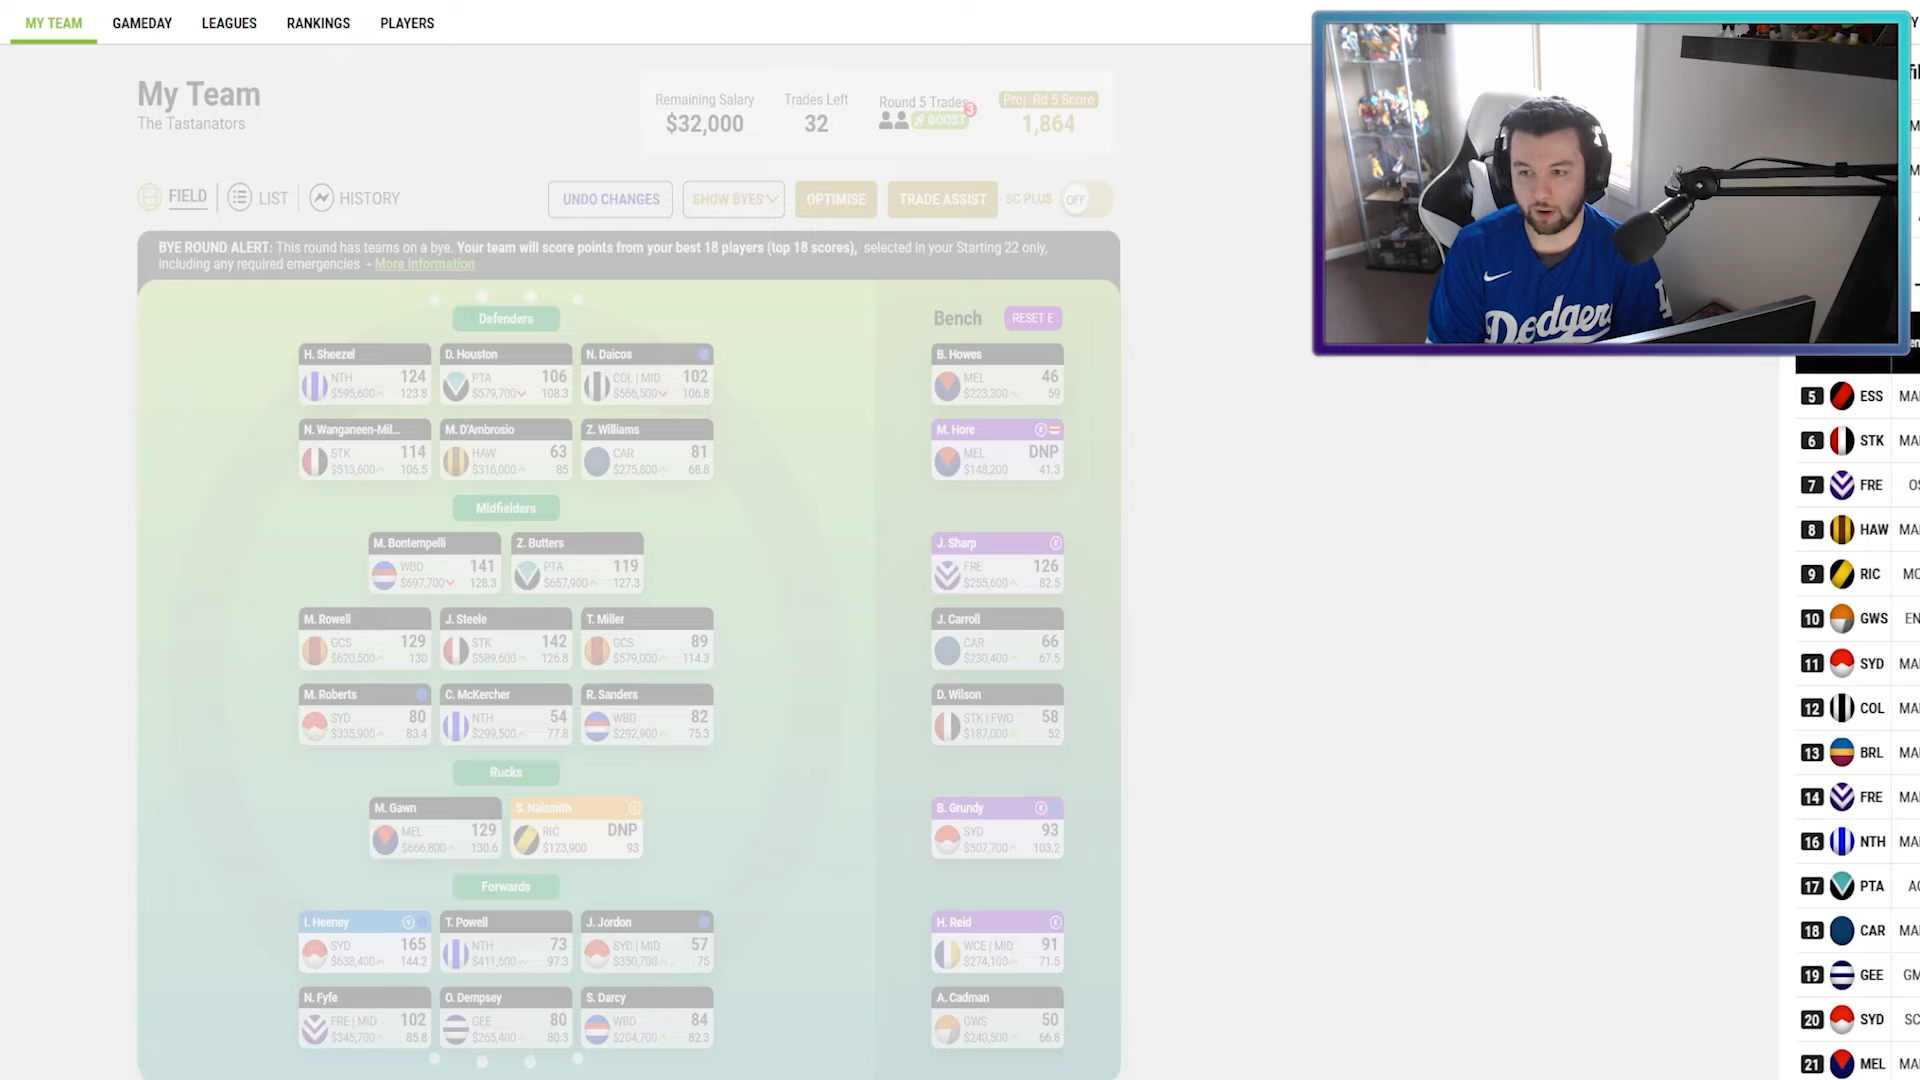 MY TEAM
GAMEDAY
LEAGUES
RANKINGS
PLAYERS
My Team
The Tastanators
Remaining Salary
$32,000
Trades Left
32
Round 5 Trades
3
BOOST
Proj Rd 5 Score
1,864
FIELD
LIST
HISTORY
UNDO CHANGES
SHOW BYES
OPTIMISE
TRADE ASSIST
SC PLUS
OFF
BYE ROUND ALERT: This round has teams on a bye. Your team will score points from your best 18 players (top 18 scores), selected in your Starting 22 only,
including any required emergencies - More Information
Defenders
Bench
RESET E
H. Sheezel
NTH 124
$595,600 123.8
D. Houston
PTA 106
$579,700 108.3
N. Daicos
COL | MID 102
$566,500 106.8
B. Howes
MEL 46
$223,300 59
N. Wanganeen-Mil...
STK 114
$513,600 106.5
M. D'Ambrosio
HAW 63
$316,000 85
Z. Williams
CAR 81
$275,800 68.8
M. Hore E
MEL DNP
$148,200 41.3
Midfielders
M. Bontempelli
WBD 141
$697,700 128.3
Z. Butters
PTA 119
$657,900 127.3
J. Sharp E
FRE 126
$255,600 82.5
M. Rowell
GCS 129
$620,500 130
J. Steele
STK 142
$589,600 126.8
T. Miller
GCS 89
$579,000 114.3
J. Carroll
CAR 66
$230,400 67.5
M. Roberts
SYD 80
$335,900 83.4
C. McKercher
NTH 54
$299,500 77.8
R. Sanders
WBD 82
$292,900 75.3
D. Wilson
STK | FWD 58
$187,000 52
Rucks
M. Gawn
MEL 129
$666,800 130.6
S. Naismith C
RIC DNP
$123,900 93
B. Grundy E
SYD 93
$507,700 103.2
Forwards
I. Heeney V
SYD 165
$638,400 144.2
T. Powell
NTH 73
$411,600 97.3
J. Jordon
SYD | MID 57
$350,700 75
H. Reid E
WCE | MID 91
$274,100 71.5
N. Fyfe
FRE | MID 102
$345,700 85.8
O. Dempsey
GEE 80
$265,400 80.3
S. Darcy
WBD 84
$204,700 82.3
A. Cadman
GWS 50
$240,500 66.8
Dodgers
5 ESS MA
6 STK MA
7 FRE OS
8 HAW MA
9 RIC MC
10 GWS EN
11 SYD MA
12 COL MA
13 BRL MA
14 FRE MA
16 NTH MA
17 PTA AC
18 CAR MA
19 GEE GM
20 SYD SC
21 MEL MA